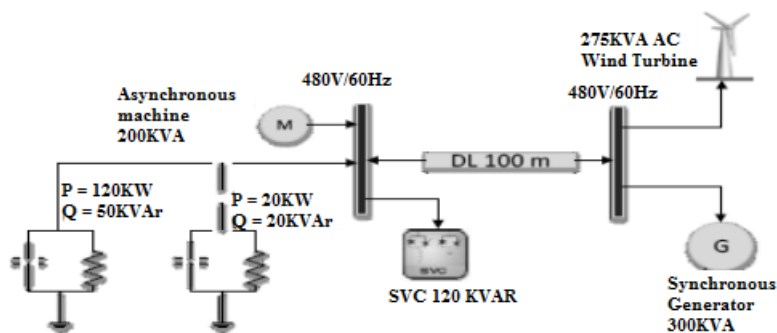 275KVA AC
Wind Turbine
480V/60Hz
480V/60Hz
Asynchronous
machine
200KVA
M
DL 100 m
P = 120KW
Q = 50KVAr
P = 20KW
Q = 20KVAr
SVC
G
SVC 120 KVAR
Synchronous
Generator
300KVA